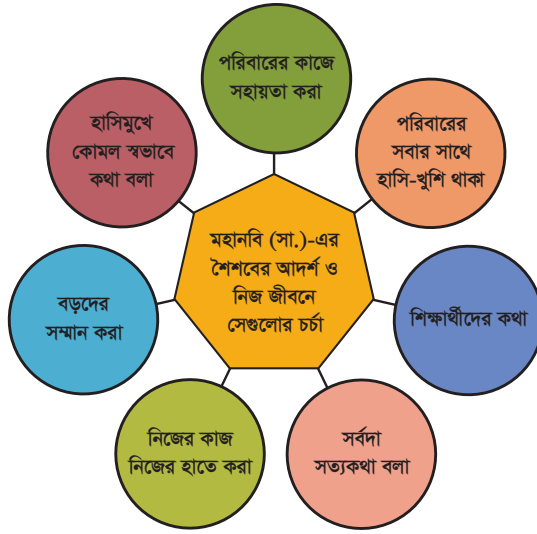 পরিবারের কাজে
সহায়তা করা
হাসিমুখে
কোমল স্বভাবে
কথা বলা
পরিবারের
সবার সাথে
হাসি-খুশি থাকা
মহানবি (সা.)-এর
শৈশবের আদর্শ ও
নিজ জীবনে
সেগুলোর চর্চা
বড়দের
সম্মান করা
শিক্ষার্থীদের কথা
নিজের কাজ
নিজের হাতে করা
সর্বদা
সত্যকথা বলা